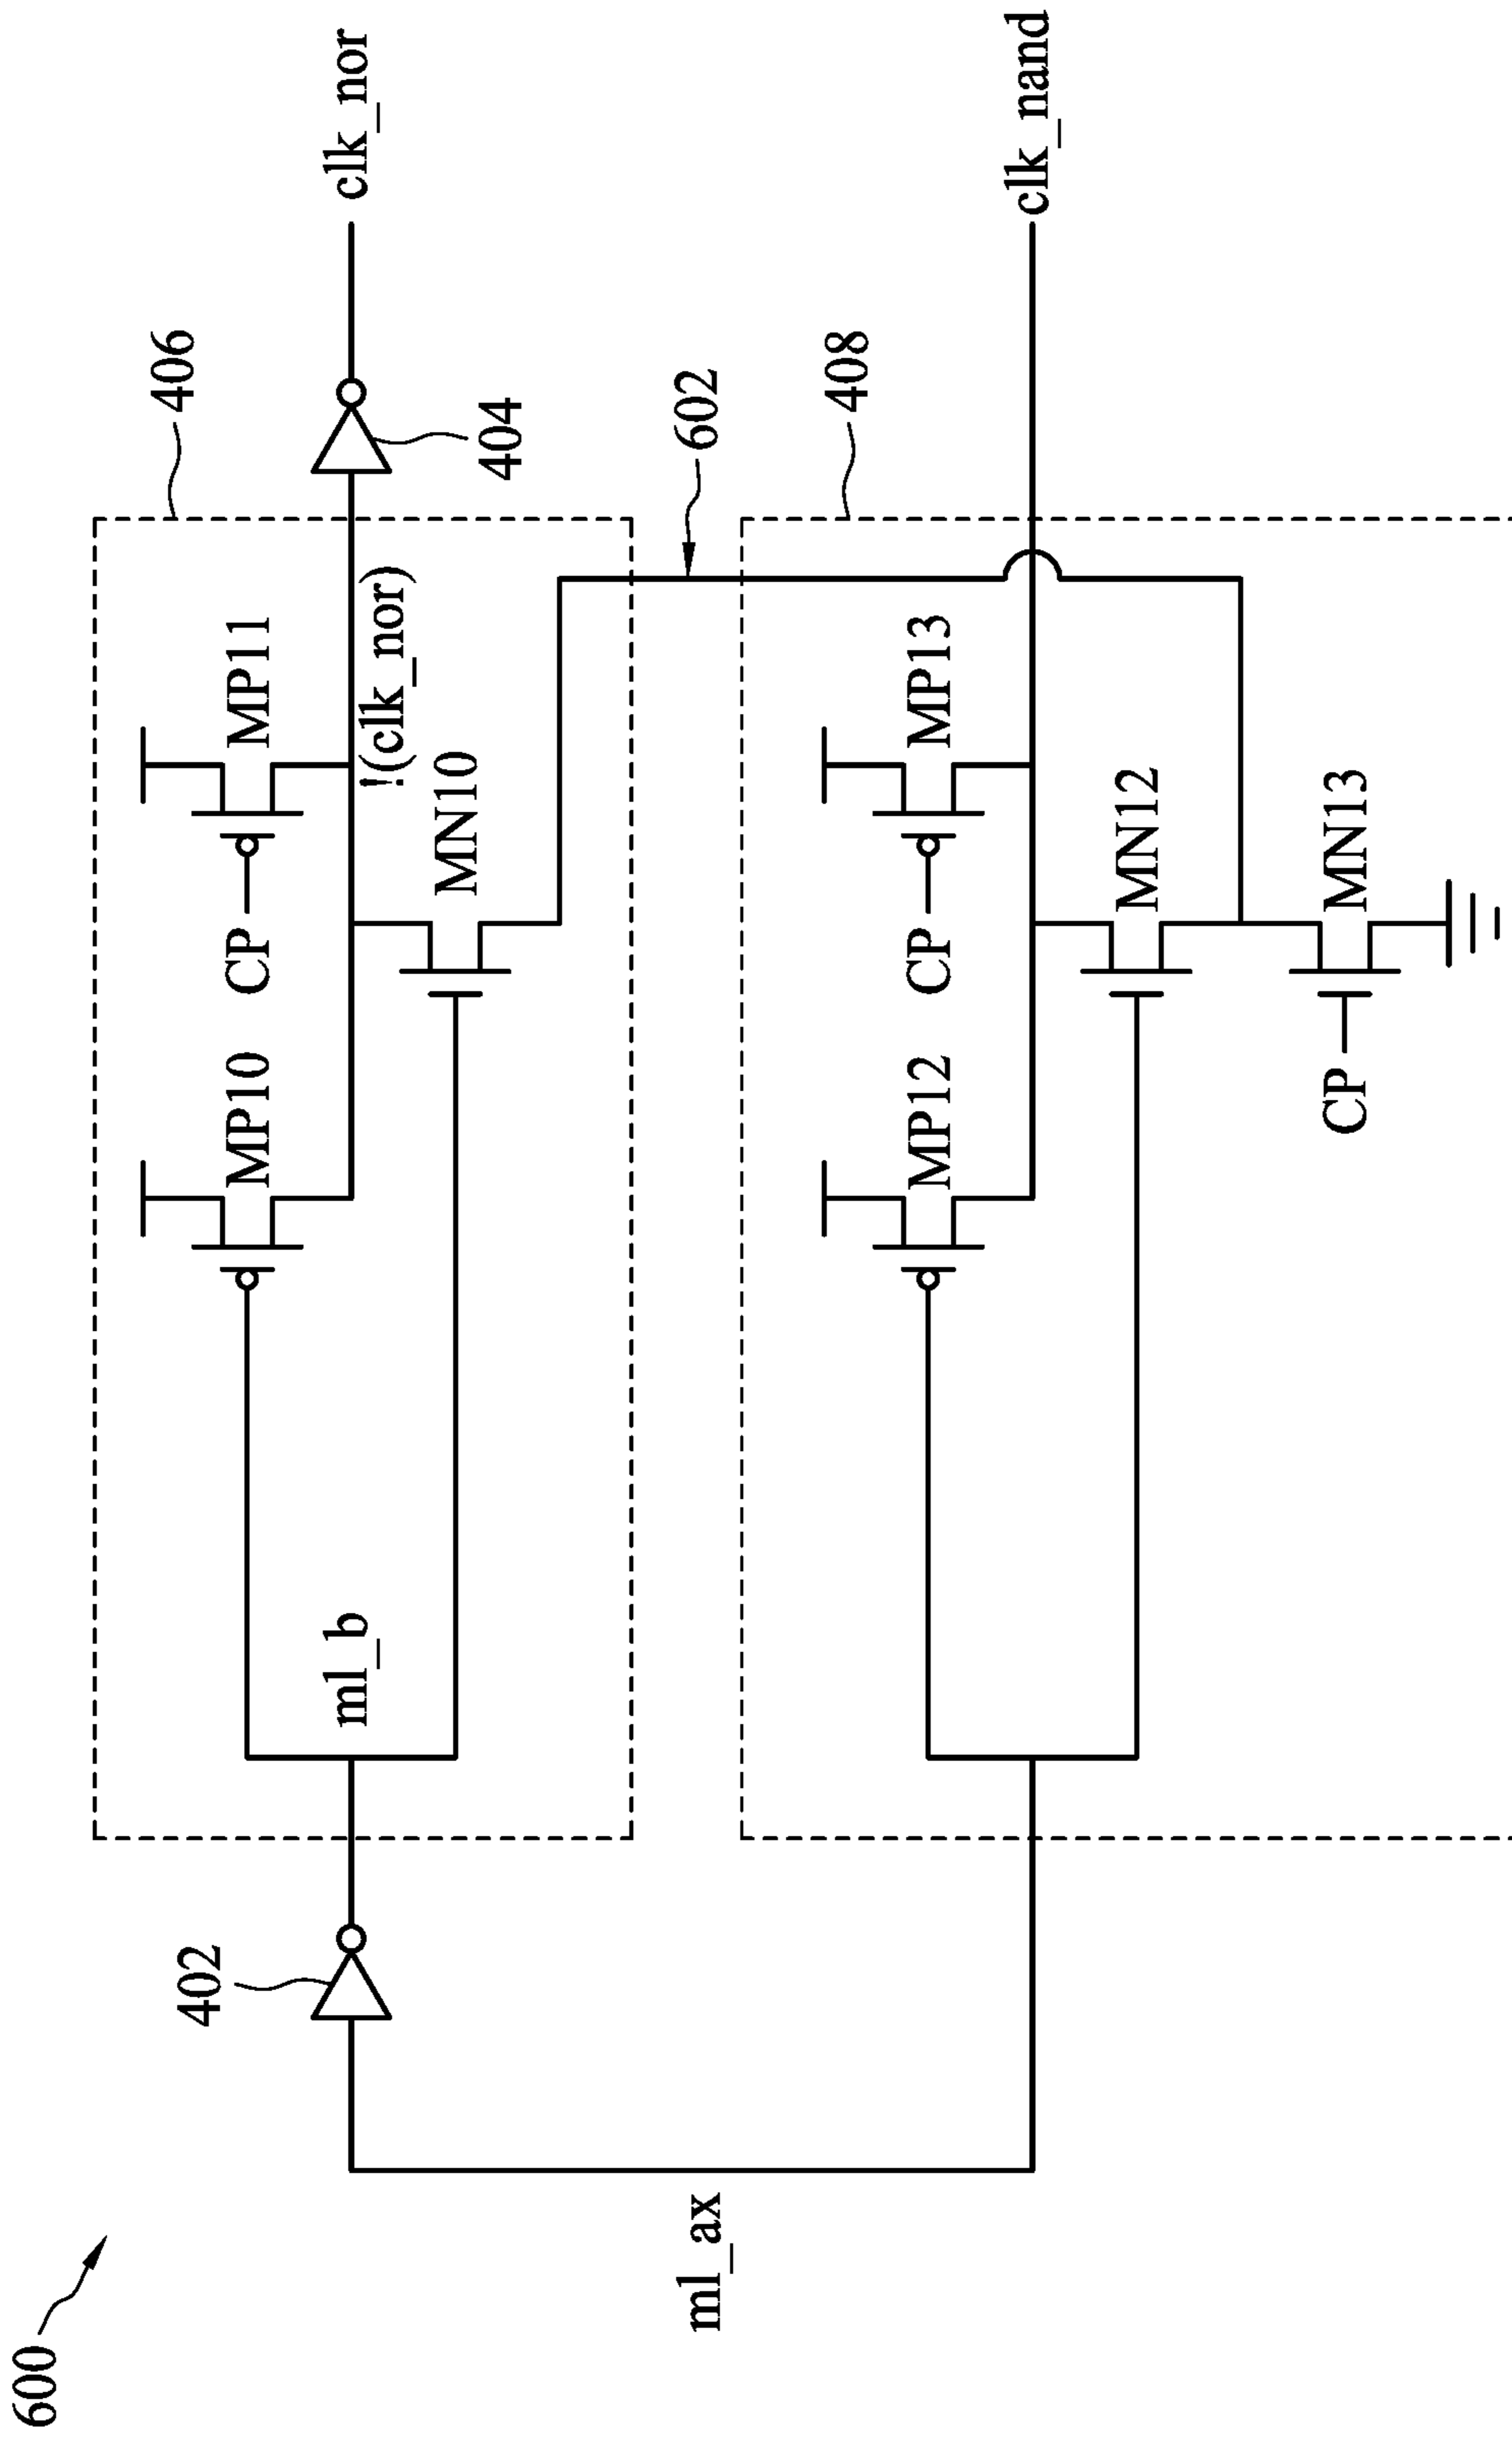 600
402
ml_b
MP10
CP
MP11
406
!(clk_nor)
MN10
404
clk_nor
602
ml_ax
MP12
CP
MP13
408
clk_nand
MN12
CP
MN13